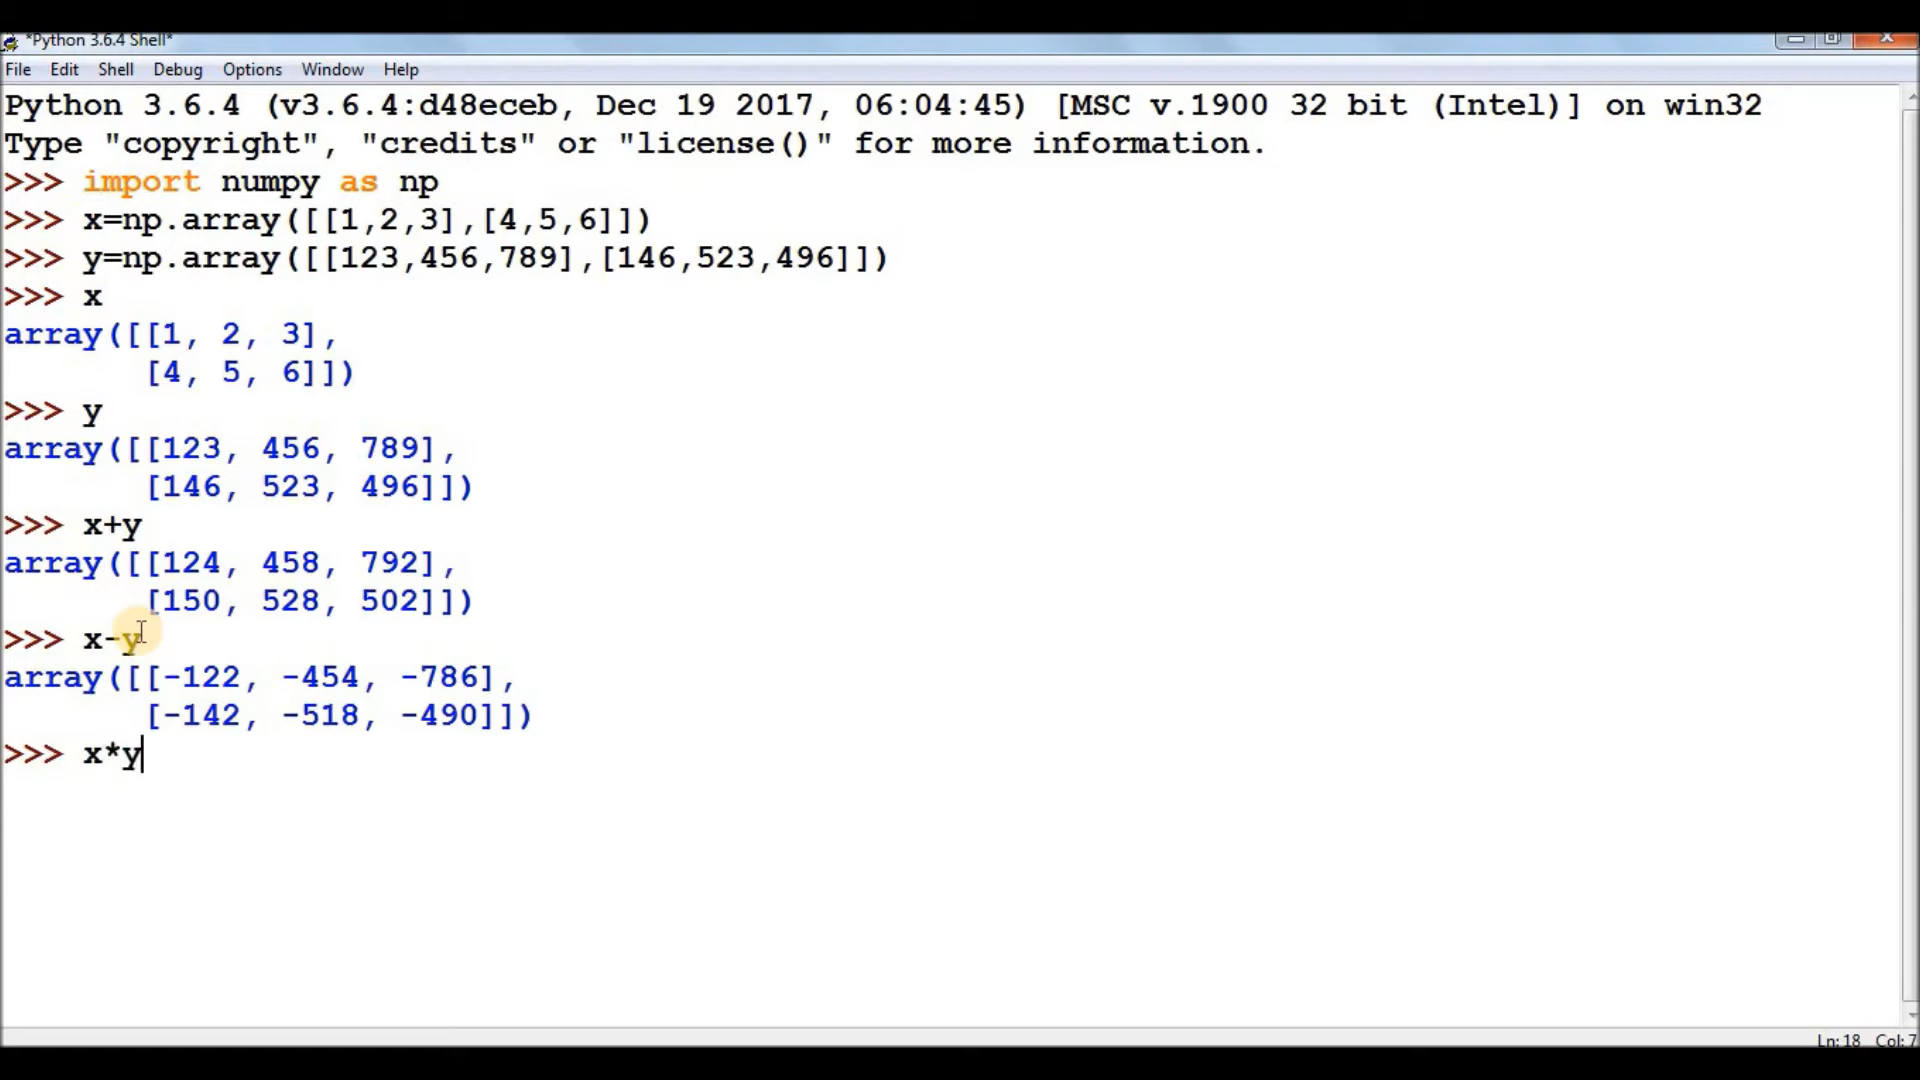 *Python 3.6.4 Shell*
File Edit Shell Debug Options Window Help
Python 3.6.4 (v3.6.4:d48eceb, Dec 19 2017, 06:04:45) [MSC v.1900 32 bit (Intel)] on win32
Type "copyright", "credits" or "license()" for more information.
>>> import numpy as np
>>> x=np.array([[1,2,3],[4,5,6]])
>>> y=np.array([[123,456,789],[146,523,496]])
>>> x
array([[1, 2, 3],
       [4, 5, 6]])
>>> y
array([[123, 456, 789],
       [146, 523, 496]])
>>> x+y
array([[124, 458, 792],
       [150, 528, 502]])
>>> x-y
array([[-122, -454, -786],
       [-142, -518, -490]])
>>> x*y
Ln: 18 Col: 7